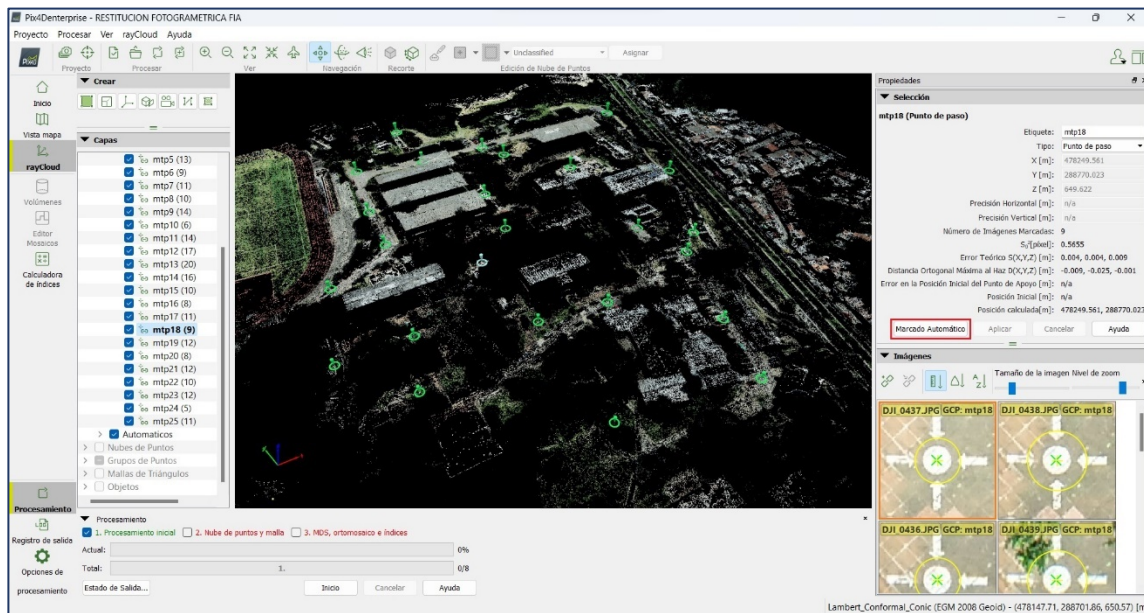 Pix4Denterprise - RESTITUCION FOTOGRAMETRICA FIA
Proyecto Procesar Ver rayCloud Ayuda
Unclassified Asignar
Proyecto Procesar Ver Navegación Recorte Edición de Nube de Puntos
Inicio
Vista mapa
rayCloud
Volúmenes
Editor
Mosaicos
Calculadora
de índices
Procesamiento
Registro de salida
Opciones de
procesamiento
Crear
Capas
mtp5 (13)
mtp6 (9)
mtp7 (11)
mtp8 (10)
mtp9 (14)
mtp10 (6)
mtp11 (14)
mtp12 (17)
mtp13 (20)
mtp14 (16)
mtp15 (10)
mtp16 (8)
mtp17 (11)
mtp18 (9)
mtp19 (12)
mtp20 (8)
mtp21 (12)
mtp22 (10)
mtp23 (12)
mtp24 (5)
mtp25 (11)
Automaticos
Nubes de Puntos
Grupos de Puntos
Mallas de Triángulos
Objetos
Procesamiento
1. Procesamiento inicial 2. Nube de puntos y malla 3. MDS, ortomosaico e índices
Actual: 0%
Total: 1. 0/8
Estado de Salida... Inicio Cancelar Ayuda
Propiedades
Selección
mtp18 (Punto de paso)
Etiqueta: mtp18
Tipo: Punto de paso
X [m]: 478249.561
Y [m]: 288770.023
Z [m]: 649.622
Precisión Horizontal [m]: n/a
Precisión Vertical [m]: n/a
Número de Imágenes Marcadas: 9
S₀²[pixel]: 0.5655
Error Teórico S(X,Y,Z) [m]: 0.004, 0.004, 0.009
Distancia Ortogonal Máxima al Haz D(X,Y,Z) [m]: -0.009, -0.025, -0.001
Error en la Posición Inicial del Punto de Apoyo [m]: n/a
Posición Inicial [m]: n/a
Posición calculada[m]: 478249.561, 288770.023
Marcado Automático Aplicar Cancelar Ayuda
Imágenes
Tamaño de la imagen Nivel de zoom
DJI_0437.JPG GCP: mtp18 DJI_0438.JPG GCP: mtp18
DJI_0436.JPG GCP: mtp18 DJI_0439.JPG GCP: mtp18
Lambert_Conformal_Conic (EGM 2008 Geoid) - (478147.71, 288701.86, 650.57) [m]